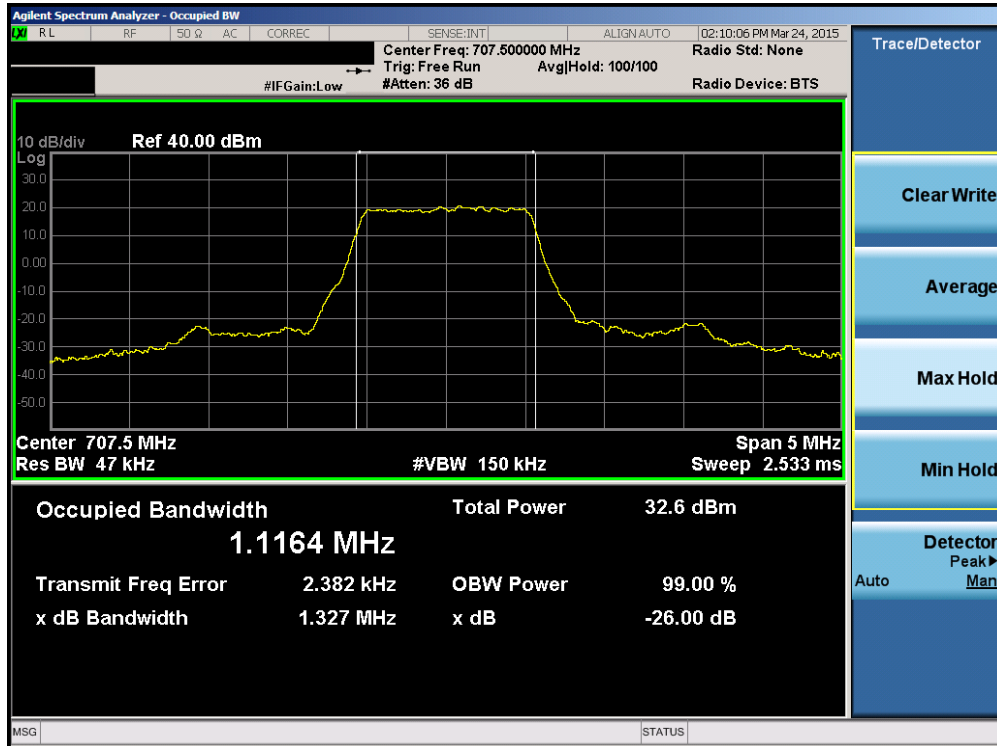 Agilent Spectrum Analyzer - Occupied BW
LXI RL RF 50 Ω AC CORREC SENSE:INT ALIGN AUTO 02:10:06 PM Mar 24, 2015
Center Freq: 707.500000 MHz Radio Std: None
Trig: Free Run Avg|Hold: 100/100
#IFGain:Low #Atten: 36 dB Radio Device: BTS
10 dB/div Ref 40.00 dBm
Log
30.0
20.0
10.0
0.00
-10.0
-20.0
-30.0
-40.0
-50.0
Center 707.5 MHz Span 5 MHz
Res BW 47 kHz #VBW 150 kHz Sweep 2.533 ms
Occupied Bandwidth Total Power 32.6 dBm
1.1164 MHz
Transmit Freq Error 2.382 kHz OBW Power 99.00 %
x dB Bandwidth 1.327 MHz x dB -26.00 dB
MSG STATUS
Trace/Detector
Clear Write
Average
Max Hold
Min Hold
Detector
Peak▶
Auto Man